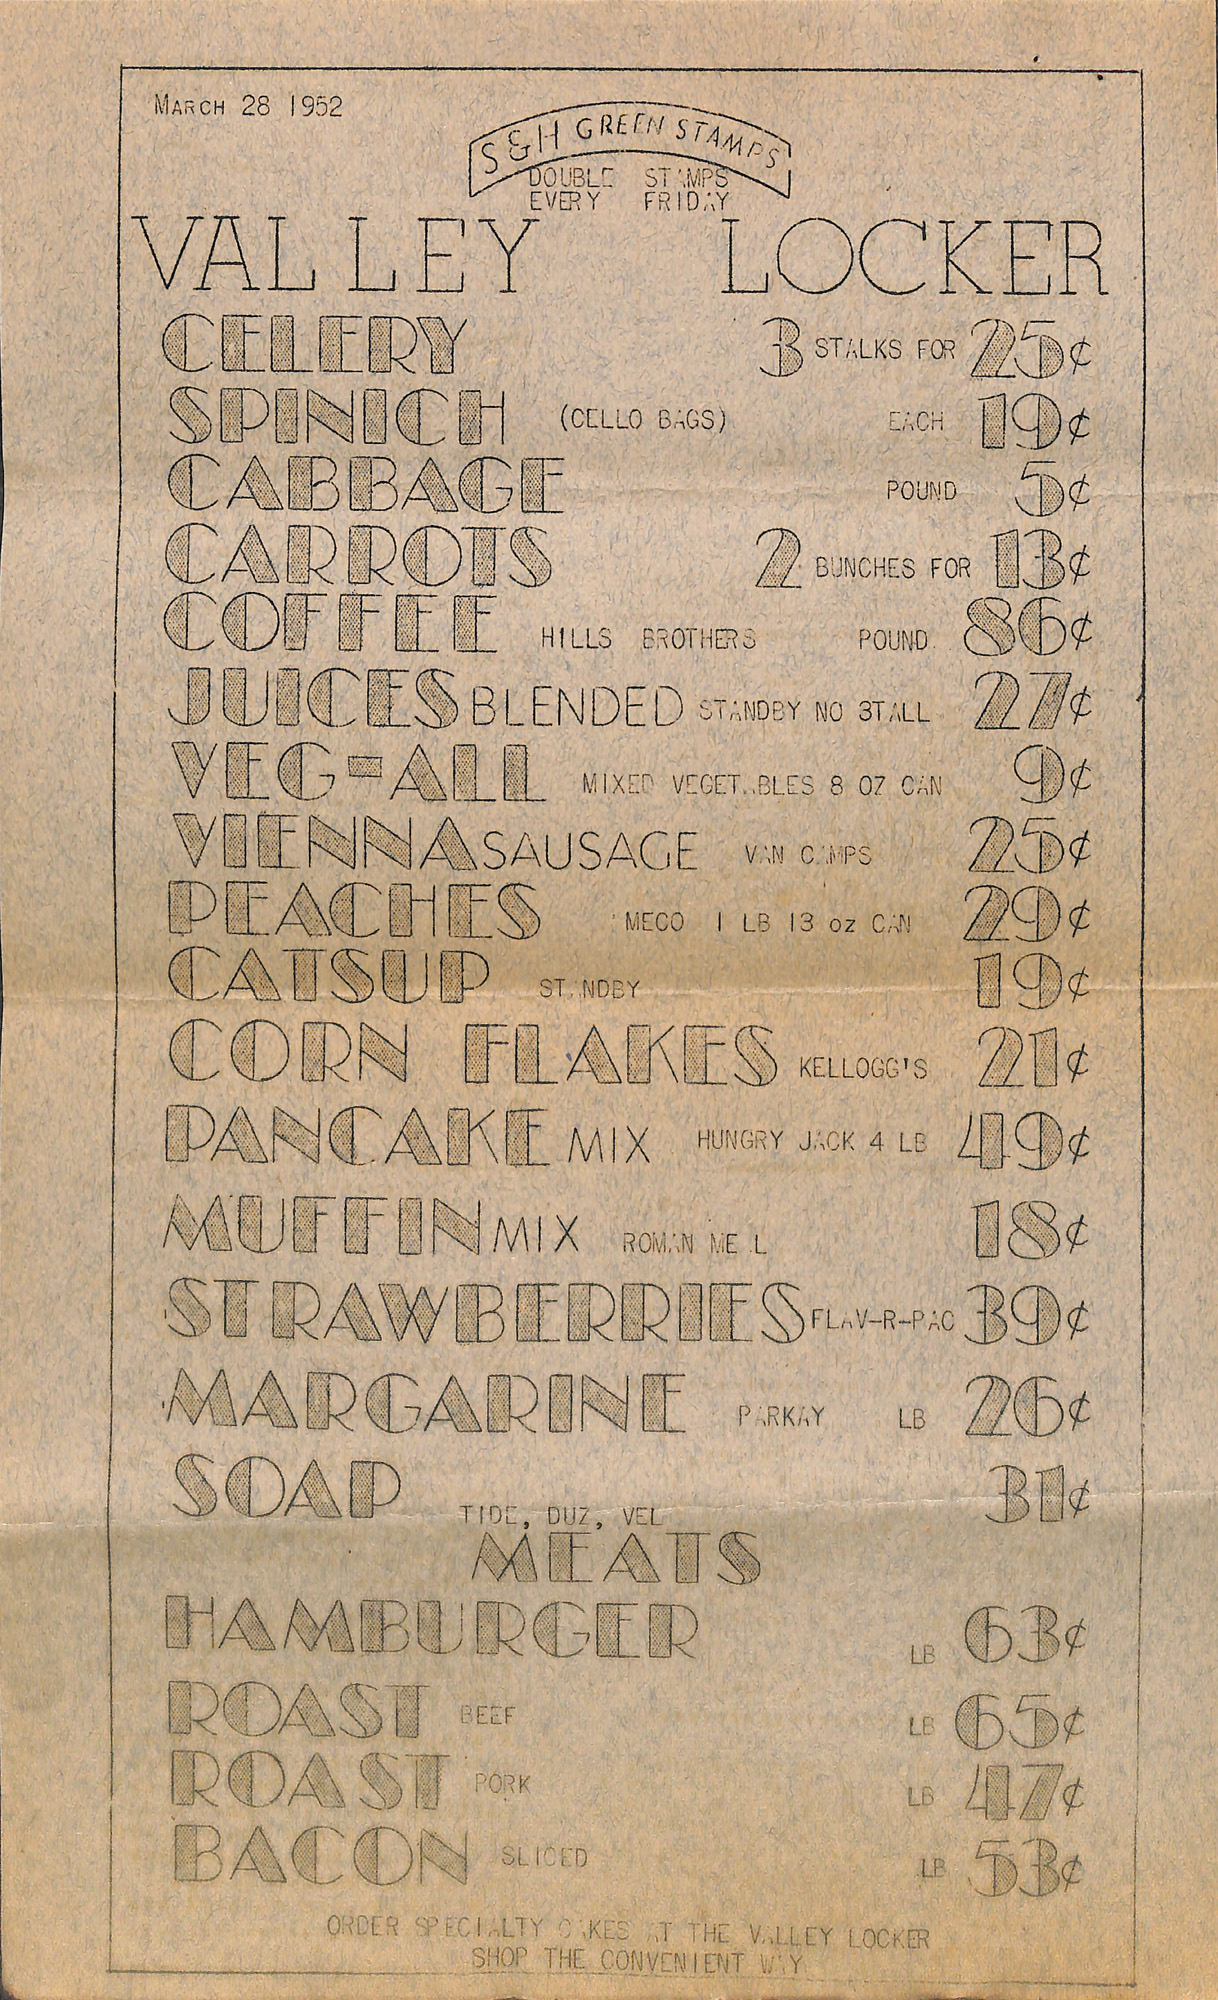 MARCH 28 1952
S&H GREEN STAMPS
DOUBLE STAMPS
EVERY FRIDAY
VALLEY LOCKER
CELERY 3 STALKS FOR 25¢
SPINICH (CELLO BAGS) EACH 19¢
CABBAGE POUND 5¢
CARROTS 2 BUNCHES FOR 13¢
COFFEE HILLS BROTHERS POUND 86¢
JUICES BLENDED STANDBY NO 3TALL 27¢
VEG=ALL MIXED VEGETABLES 8 OZ CAN 9¢
VIENNA SAUSAGE VAN CAMPS 25¢
PEACHES MECO 1 LB 13 oz CAN 29¢
CATSUP STANDBY 19¢
CORN FLAKES KELLOGG'S 21¢
PANCAKE MIX HUNGRY JACK 4 LB 49¢
MUFFIN MIX ROMAN MEAL 18¢
STRAWBERRIES FLAV-R-PAC 39¢
MARGARINE PARKAY LB 26¢
SOAP TIDE, DUZ, VEL 31¢
MEATS
HAMBURGER LB 63¢
ROAST BEEF LB 65¢
ROAST PORK LB 47¢
BACON SLICED LB 53¢
ORDER SPECIALTY CAKES AT THE VALLEY LOCKER
SHOP THE CONVENIENT WAY